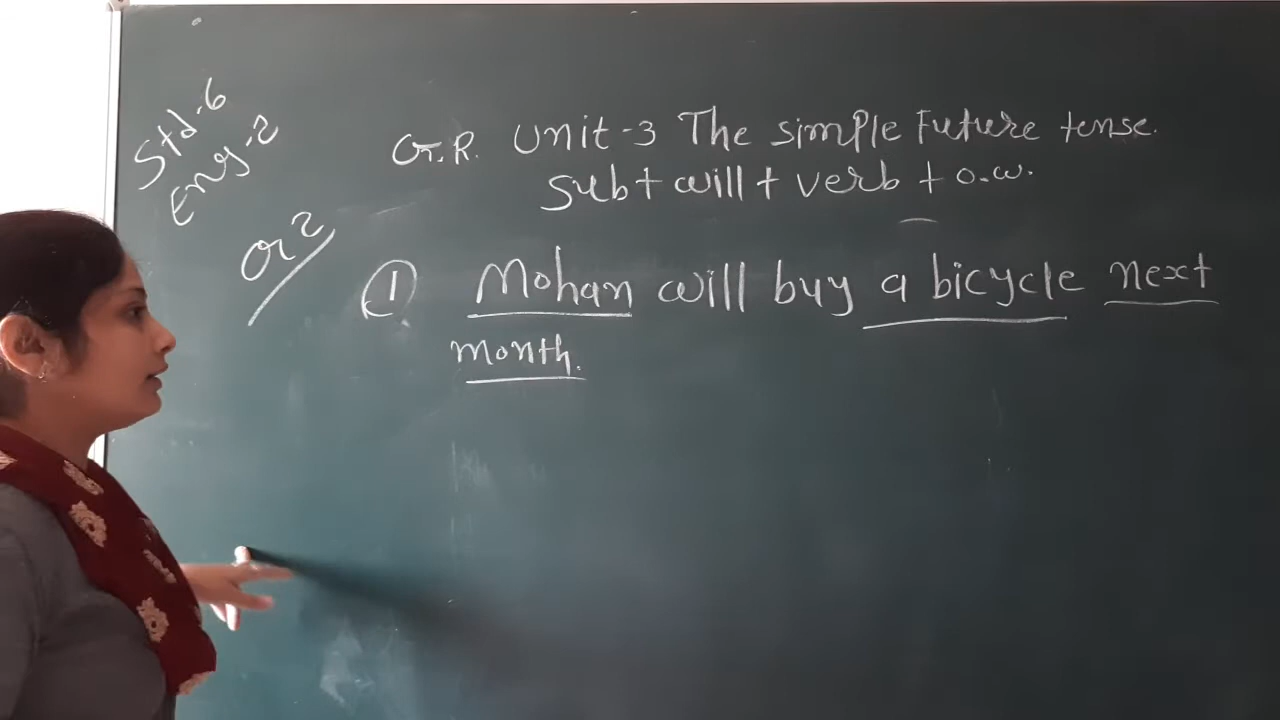 Std-6
Eng-2
Gr.R. Unit-3 The simple Future tense.
Sub + will + verb + o.w.
① Mohan will buy a bicycle next
month.